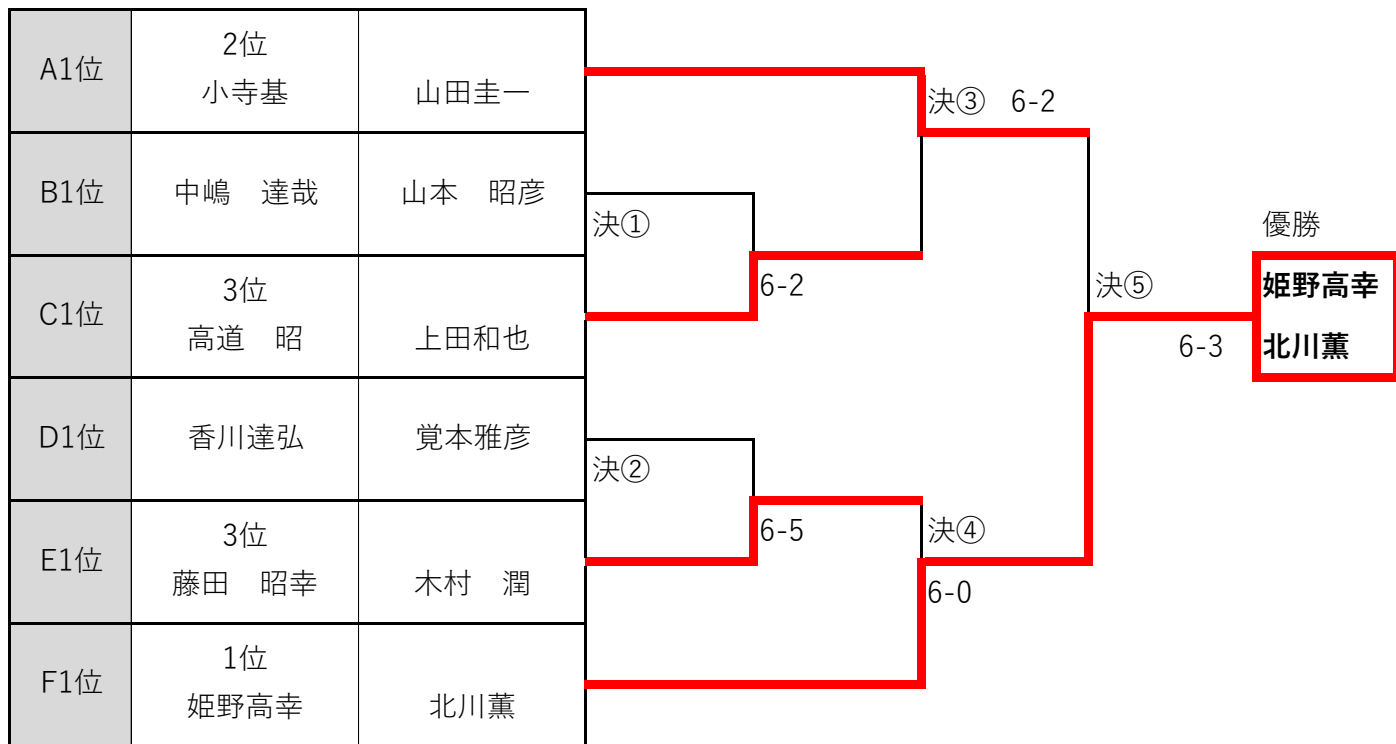 A1位
2位
小寺基
山田圭一
決③ 6-2
B1位
中嶋 達哉
山本 昭彦
決①
優勝
C1位
3位
高道 昭
上田和也
6-2
決⑤
姫野高幸
北川薫
6-3
D1位
香川達弘
覚本雅彦
決②
E1位
3位
藤田 昭幸
木村 潤
6-5
決④
6-0
F1位
1位
姫野高幸
北川薫